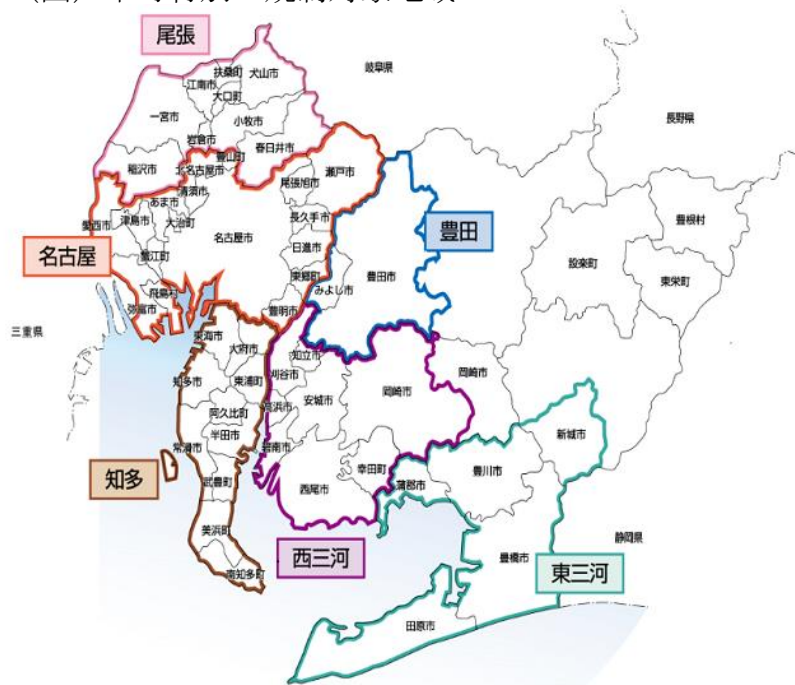 尾張
扶桑町
犬山市
岐阜県
江南市
大口町
一宮市
小牧市
長野県
岩倉市
豊山町
春日井市
稲沢市
北名古屋市
瀬戸市
清須市
尾張旭市
あま市
愛西市
津島市
大治町
長久手市
豊根村
名古屋市
豊田
日進市
名古屋
蟹江町
設楽町
東郷町
豊田市
東栄町
みよし市
飛島村
弥富市
豊明市
三重県
東海市
大府市
知立市
岡崎市
知多市
東浦町
刈谷市
岡崎市
高浜市
安城市
阿久比町
新城市
半田市
常滑市
碧南市
豊川市
知多
武豊町
幸田町
蒲郡市
西尾市
美浜町
静岡県
西三河
豊橋市
東三河
南知多町
田原市